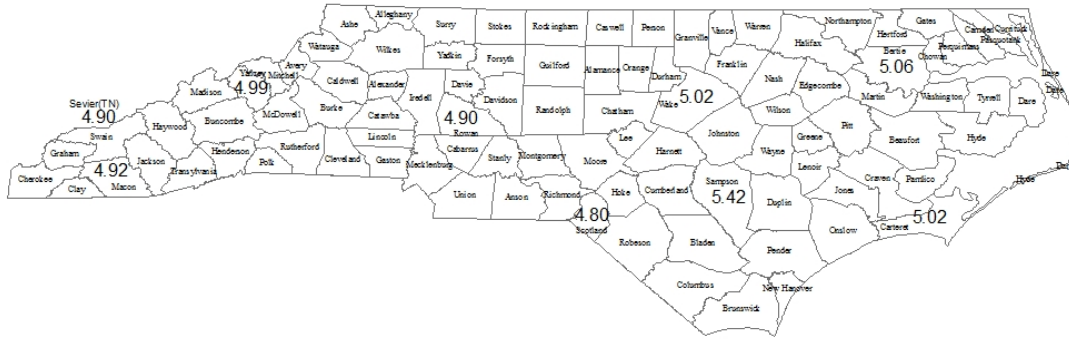 Ashe
Alleghany
Surry
Stokes
Rockingham
Caswell
Person
Granville
Vance
Warren
Northampton
Gates
Camden
Currituck
Pasquotank
Hertford
Halifax
Watauga
Wilkes
Yadkin
Forsyth
Guilford
Alamance
Orange
Durham
Franklin
Nash
Edgecombe
Bertie
5.06
Chowan
Perquimans
Avery
Mitchell
Yancey
4.99
Madison
Caldwell
Alexander
Iredell
Davie
Davidson
Randolph
Chatham
Wake
5.02
Wilson
Martin
Washington
Tyrrell
Dare
Dare
Dare
Sevier(TN)
4.90
Swain
Haywood
Buncombe
McDowell
Burke
Catawba
4.90
Rowan
Lincoln
Lee
Johnston
Greene
Pitt
Beaufort
Hyde
Graham
4.92
Jackson
Henderson
Polk
Rutherford
Cleveland
Gaston
Mecklenburg
Cabarrus
Stanly
Montgomery
Moore
Harnett
Wayne
Lenoir
Craven
Pamlico
Cherokee
Clay
Macon
Transylvania
Union
Anson
Richmond
Hoke
Cumberland
Sampson
5.42
Duplin
Jones
Hyde
4.80
Scotland
Robeson
Bladen
Pender
Onslow
Carteret
5.02
Columbus
New Hanover
Brunswick